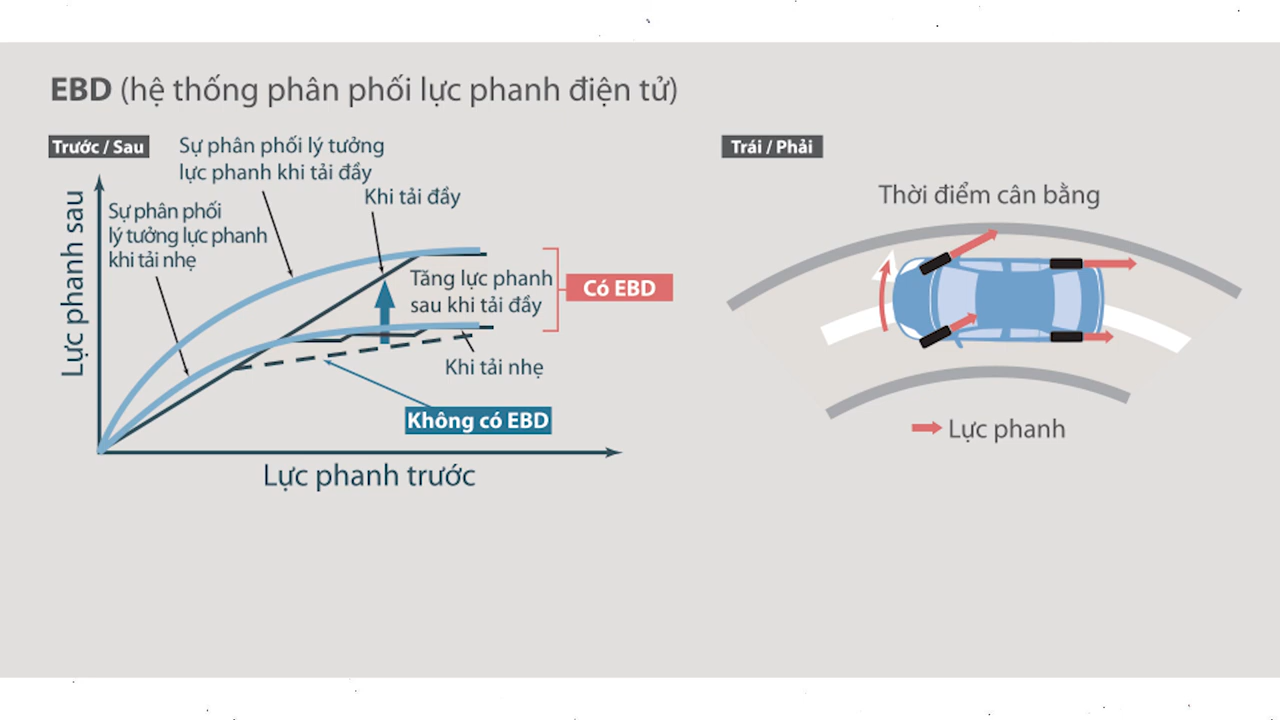 EBD (hệ thống phân phối lực phanh điện tử)
Trước / Sau
Sự phân phối lý tưởng
lực phanh khi tải đầy
Khi tải đầy
Sự phân phối
lý tưởng lực phanh
khi tải nhẹ
Lực phanh sau
Tăng lực phanh
sau khi tải đầy
Có EBD
Khi tải nhẹ
Không có EBD
Lực phanh trước
Trái / Phải
Thời điểm cân bằng
Lực phanh